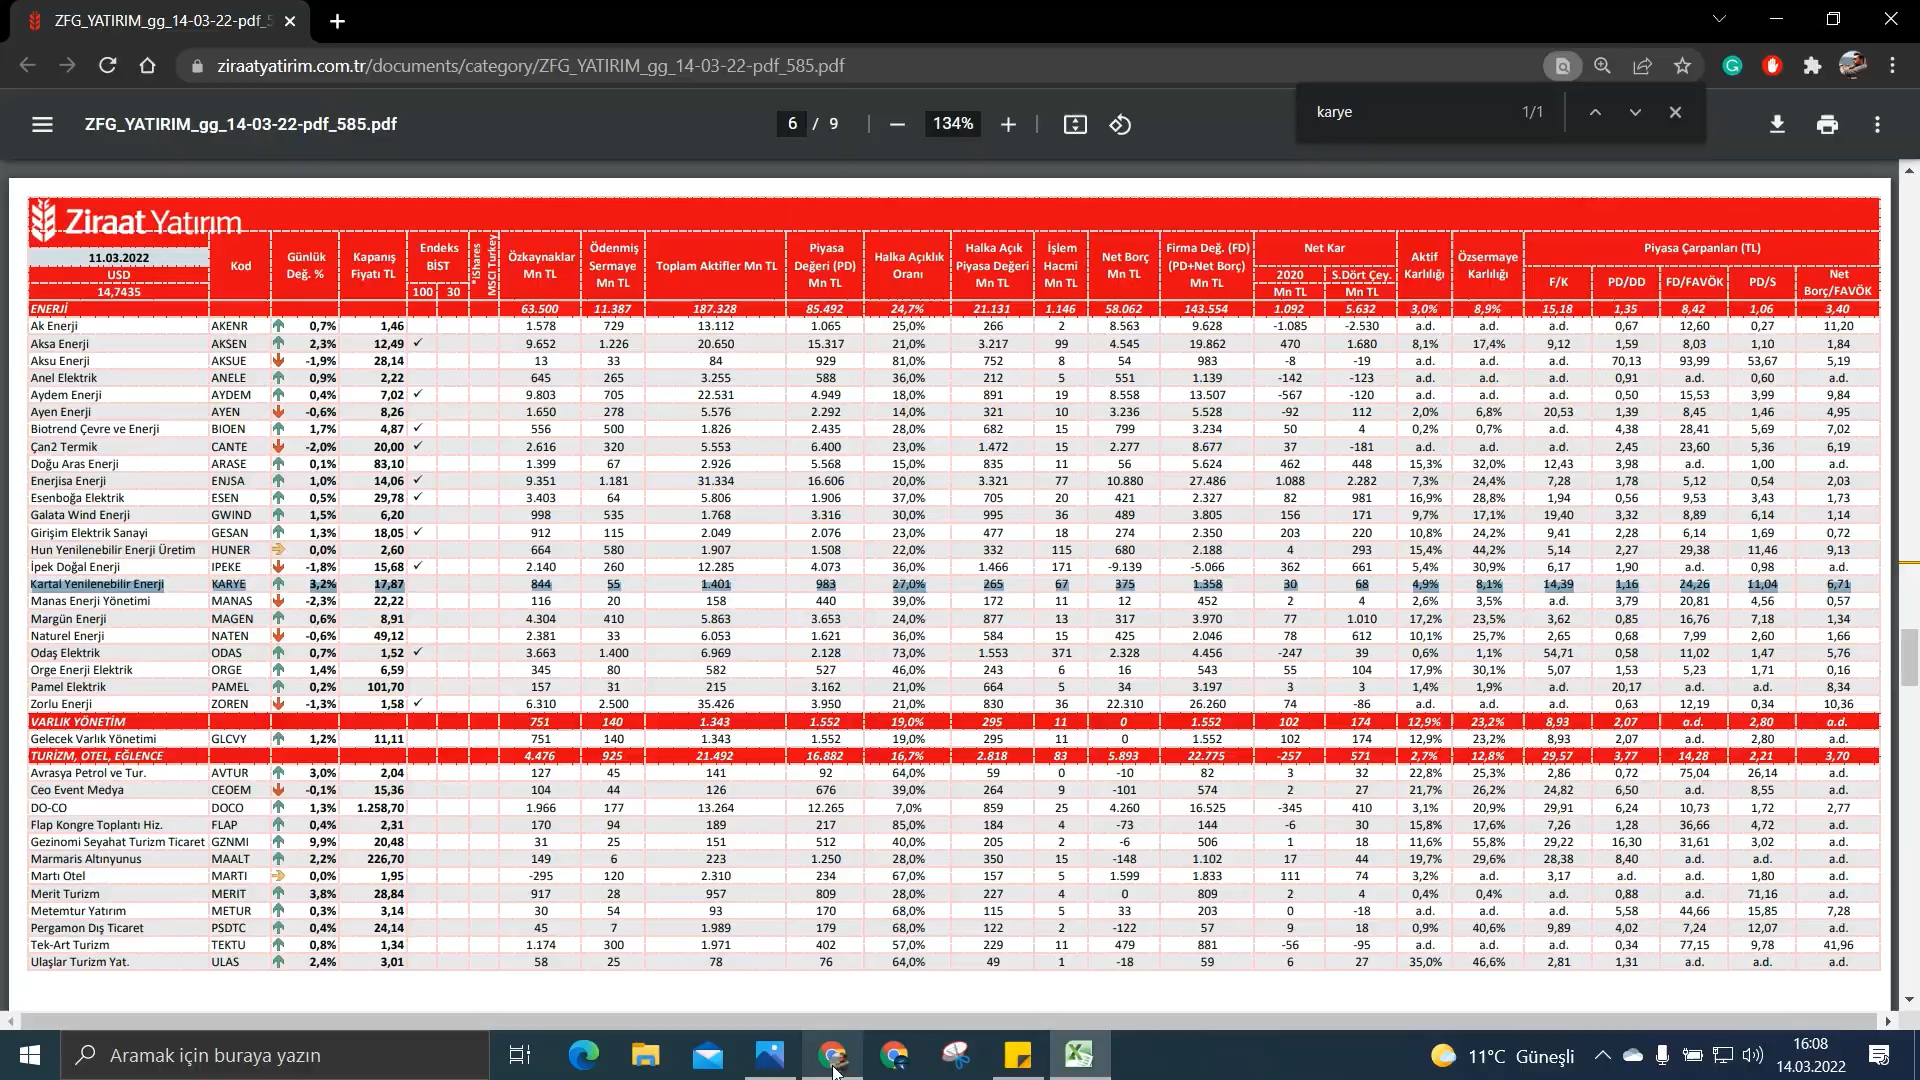 ZFG_YATIRIM_gg_14-03-22-pdf_5
ziraatyatirim.com.tr/documents/category/ZFG_YATIRIM_gg_14-03-22-pdf_585.pdf
karye 1/1
ZFG_YATIRIM_gg_14-03-22-pdf_585.pdf 6 / 9 134%
Ziraat Yatırım
11.03.2022
USD
14,7435
Kod
Günlük Değ. %
Kapanış Fiyatı TL
Endeks BİST
100 30
*iShares MSCI Turkey
Özkaynaklar Mn TL
Ödenmiş Sermaye Mn TL
Toplam Aktifler Mn TL
Piyasa Değeri (PD) Mn TL
Halka Açıklık Oranı
Halka Açık Piyasa Değeri Mn TL
İşlem Hacmi Mn TL
Net Borç Mn TL
Firma Değ. (FD) (PD+Net Borç) Mn TL
Net Kar
2020 Mn TL
S.Dört Çey. Mn TL
Aktif Karlılığı
Özsermaye Karlılığı
Piyasa Çarpanları (TL)
F/K PD/DD FD/FAVÖK PD/S Net Borç/FAVÖK
ENERJİ 63.500 11.387 187.328 85.492 24,7% 21.131 1.146 58.062 143.554 1.092 5.632 3,0% 8,9% 15,18 1,35 8,42 1,06 3,40
Ak Enerji AKENR 0,7% 1,46 1.578 729 13.112 1.065 25,0% 266 2 8.563 9.628 -1.085 -2.530 a.d. a.d. a.d. 0,67 12,60 0,27 11,20
Aksa Enerji AKSEN 2,3% 12,49 ✓ 9.652 1.226 20.650 15.317 21,0% 3.217 99 4.545 19.862 470 1.680 8,1% 17,4% 9,12 1,59 8,03 1,10 1,84
Aksu Enerji AKSUE -1,9% 28,14 13 33 84 929 81,0% 752 8 54 983 -8 -19 a.d. a.d. a.d. 70,13 93,99 53,67 5,19
Anel Elektrik ANELE 0,9% 2,22 645 265 3.255 588 36,0% 212 5 551 1.139 -142 -123 a.d. a.d. a.d. 0,91 a.d. 0,60 a.d.
Aydem Enerji AYDEM 0,4% 7,02 ✓ 9.803 705 22.531 4.949 18,0% 891 19 8.558 13.507 -567 -120 a.d. a.d. a.d. 0,50 15,53 3,99 9,84
Ayen Enerji AYEN -0,6% 8,26 1.650 278 5.576 2.292 14,0% 321 10 3.236 5.528 -92 112 2,0% 6,8% 20,53 1,39 8,45 1,46 4,95
Biotrend Çevre ve Enerji BIOEN 1,7% 4,87 ✓ 556 500 1.826 2.435 28,0% 682 15 799 3.234 50 4 0,2% 0,7% a.d. 4,38 28,41 5,69 7,02
Çan2 Termik CANTE -2,0% 20,00 ✓ 2.616 320 5.553 6.400 23,0% 1.472 15 2.277 8.677 37 -181 a.d. a.d. a.d. 2,45 23,60 5,36 6,19
Doğu Aras Enerji ARASE 0,1% 83,10 1.399 67 2.926 5.568 15,0% 835 11 56 5.624 462 448 15,3% 32,0% 12,43 3,98 a.d. 1,00 a.d.
Enerjisa Enerji ENJSA 1,0% 14,06 ✓ 9.351 1.181 31.334 16.606 20,0% 3.321 77 10.880 27.486 1.088 2.282 7,3% 24,4% 7,28 1,78 5,12 0,54 2,03
Esenboğa Elektrik ESEN 0,5% 29,78 ✓ 3.403 64 5.806 1.906 37,0% 705 20 421 2.327 82 981 16,9% 28,8% 1,94 0,56 9,53 3,43 1,73
Galata Wind Enerji GWIND 1,5% 6,20 998 535 1.768 3.316 30,0% 995 36 489 3.805 156 171 9,7% 17,1% 19,40 3,32 8,89 6,14 1,14
Girişim Elektrik Sanayi GESAN 1,3% 18,05 ✓ 912 115 2.049 2.076 23,0% 477 18 274 2.350 203 220 10,8% 24,2% 9,41 2,28 6,14 1,69 0,72
Hun Yenilenebilir Enerji Üretim HUNER 0,0% 2,60 664 580 1.907 1.508 22,0% 332 115 680 2.188 4 293 15,4% 44,2% 5,14 2,27 29,38 11,46 9,13
İpek Doğal Enerji IPEKE -1,8% 15,68 ✓ 2.140 260 12.285 4.073 36,0% 1.466 171 -9.139 -5.066 362 661 5,4% 30,9% 6,17 1,90 a.d. 0,98 a.d.
Kartal Yenilenebilir Enerji KARYE 3,2% 17,87 844 55 1.401 983 27,0% 265 67 375 1.358 30 68 4,9% 8,1% 14,39 1,16 24,26 11,04 6,71
Manas Enerji Yönetimi MANAS -2,3% 22,22 116 20 158 440 39,0% 172 11 12 452 2 4 2,6% 3,5% a.d. 3,79 20,81 4,56 0,57
Margün Enerji MAGEN 0,6% 8,91 4.304 410 5.863 3.653 24,0% 877 13 317 3.970 77 1.010 17,2% 23,5% 3,62 0,85 16,76 7,18 1,34
Naturel Enerji NATEN -0,6% 49,12 2.381 33 6.053 1.621 36,0% 584 15 425 2.046 78 612 10,1% 25,7% 2,65 0,68 7,99 2,60 1,66
Odaş Elektrik ODAS 0,7% 1,52 ✓ 3.663 1.400 6.969 2.128 73,0% 1.553 371 2.328 4.456 -247 39 0,6% 1,1% 54,71 0,58 11,02 1,47 5,76
Orge Enerji Elektrik ORGE 1,4% 6,59 345 80 582 527 46,0% 243 6 16 543 55 104 17,9% 30,1% 5,07 1,53 5,23 1,71 0,16
Pamel Elektrik PAMEL 0,2% 101,70 157 31 215 3.162 21,0% 664 5 34 3.197 3 3 1,4% 1,9% a.d. 20,17 a.d. a.d. 8,34
Zorlu Enerji ZOREN -1,3% 1,58 ✓ 6.310 2.500 35.426 3.950 21,0% 830 36 22.310 26.260 74 -86 a.d. a.d. a.d. 0,63 12,19 0,34 10,36
VARLIK YÖNETİM 751 140 1.343 1.552 19,0% 295 11 0 1.552 102 174 12,9% 23,2% 8,93 2,07 a.d. 2,80 a.d.
Gelecek Varlık Yönetimi GLCVY 1,2% 11,11 751 140 1.343 1.552 19,0% 295 11 0 1.552 102 174 12,9% 23,2% 8,93 2,07 a.d. 2,80 a.d.
TURİZM, OTEL, EĞLENCE 4.476 925 21.492 16.882 16,7% 2.818 83 5.893 22.775 -257 571 2,7% 12,8% 29,57 3,77 14,28 2,21 3,70
Avrasya Petrol ve Tur. AVTUR 3,0% 2,04 127 45 141 92 64,0% 59 0 -10 82 3 32 22,8% 25,3% 2,86 0,72 75,04 26,14 a.d.
Ceo Event Medya CEOEM -0,1% 15,36 104 44 126 676 39,0% 264 9 -101 574 2 27 21,7% 26,2% 24,82 6,50 a.d. 8,55 a.d.
DO-CO DOCO 1,3% 1.258,70 1.966 177 13.264 12.265 7,0% 859 25 4.260 16.525 -345 410 3,1% 20,9% 29,91 6,24 10,73 1,72 2,77
Flap Kongre Toplantı Hiz. FLAP 0,4% 2,31 170 94 189 217 85,0% 184 4 -73 144 -6 30 15,8% 17,6% 7,26 1,28 36,66 4,72 a.d.
Gezinomi Seyahat Turizm Ticaret GZNMI 9,9% 20,48 31 25 151 512 40,0% 205 2 -6 506 1 18 11,6% 55,8% 29,22 16,30 31,61 3,02 a.d.
Marmaris Altınyunus MAALT 2,2% 226,70 149 6 223 1.250 28,0% 350 15 -148 1.102 17 44 19,7% 29,6% 28,38 8,40 a.d. a.d. a.d.
Martı Otel MARTI 0,0% 1,95 -295 120 2.310 234 67,0% 157 5 1.599 1.833 111 74 3,2% a.d. 3,17 a.d. a.d. 1,80 a.d.
Merit Turizm MERIT 3,8% 28,84 917 28 957 809 28,0% 227 4 0 809 2 4 0,4% 0,4% a.d. 0,88 a.d. 71,16 a.d.
Metemtur Yatırım METUR 0,3% 3,14 30 54 93 170 68,0% 115 5 33 203 0 -18 a.d. a.d. a.d. 5,58 44,66 15,85 7,28
Pergamon Dış Ticaret PSDTC 0,4% 24,14 45 7 1.989 179 68,0% 122 2 -122 57 9 18 0,9% 40,6% 9,89 4,02 7,24 12,07 a.d.
Tek-Art Turizm TEKTU 0,8% 1,34 1.174 300 1.971 402 57,0% 229 11 479 881 -56 -95 a.d. a.d. a.d. 0,34 77,15 9,78 41,96
Ulaşlar Turizm Yat. ULAS 2,4% 3,01 58 25 78 76 64,0% 49 1 -18 59 6 27 35,0% 46,6% 2,81 1,31 a.d. a.d. a.d.
Aramak için buraya yazın
11°C Güneşli
16:08
14.03.2022